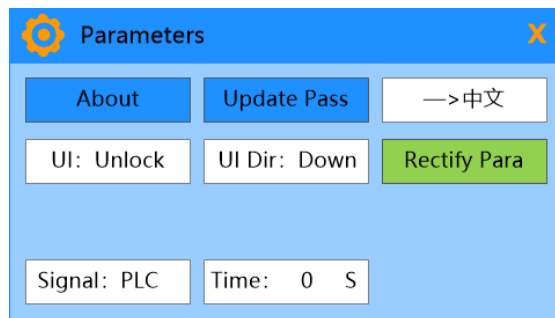 Parameters X
About Update Pass —>中文
UI: Unlock UI Dir: Down Rectify Para
Signal: PLC Time: 0 S